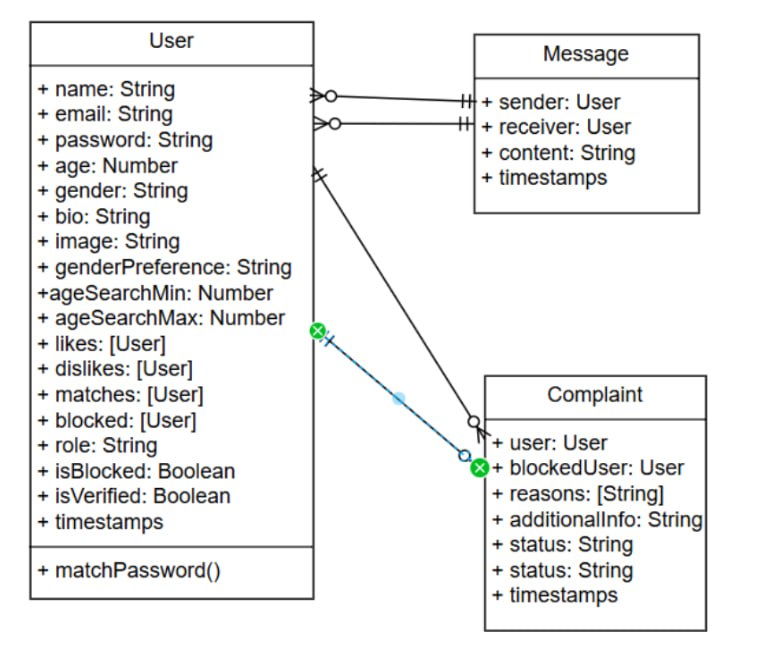 User
+ name: String
+ email: String
+ password: String
+ age: Number
+ gender: String
+ bio: String
+ image: String
+ genderPreference: String
+ageSearchMin: Number
+ ageSearchMax: Number
+ likes: [User]
+ dislikes: [User]
+ matches: [User]
+ blocked: [User]
+ role: String
+ isBlocked: Boolean
+ isVerified: Boolean
+ timestamps
+ matchPassword()
Message
+ sender: User
+ receiver: User
+ content: String
+ timestamps
Complaint
+ user: User
+ blockedUser: User
+ reasons: [String]
+ additionalInfo: String
+ status: String
+ status: String
+ timestamps